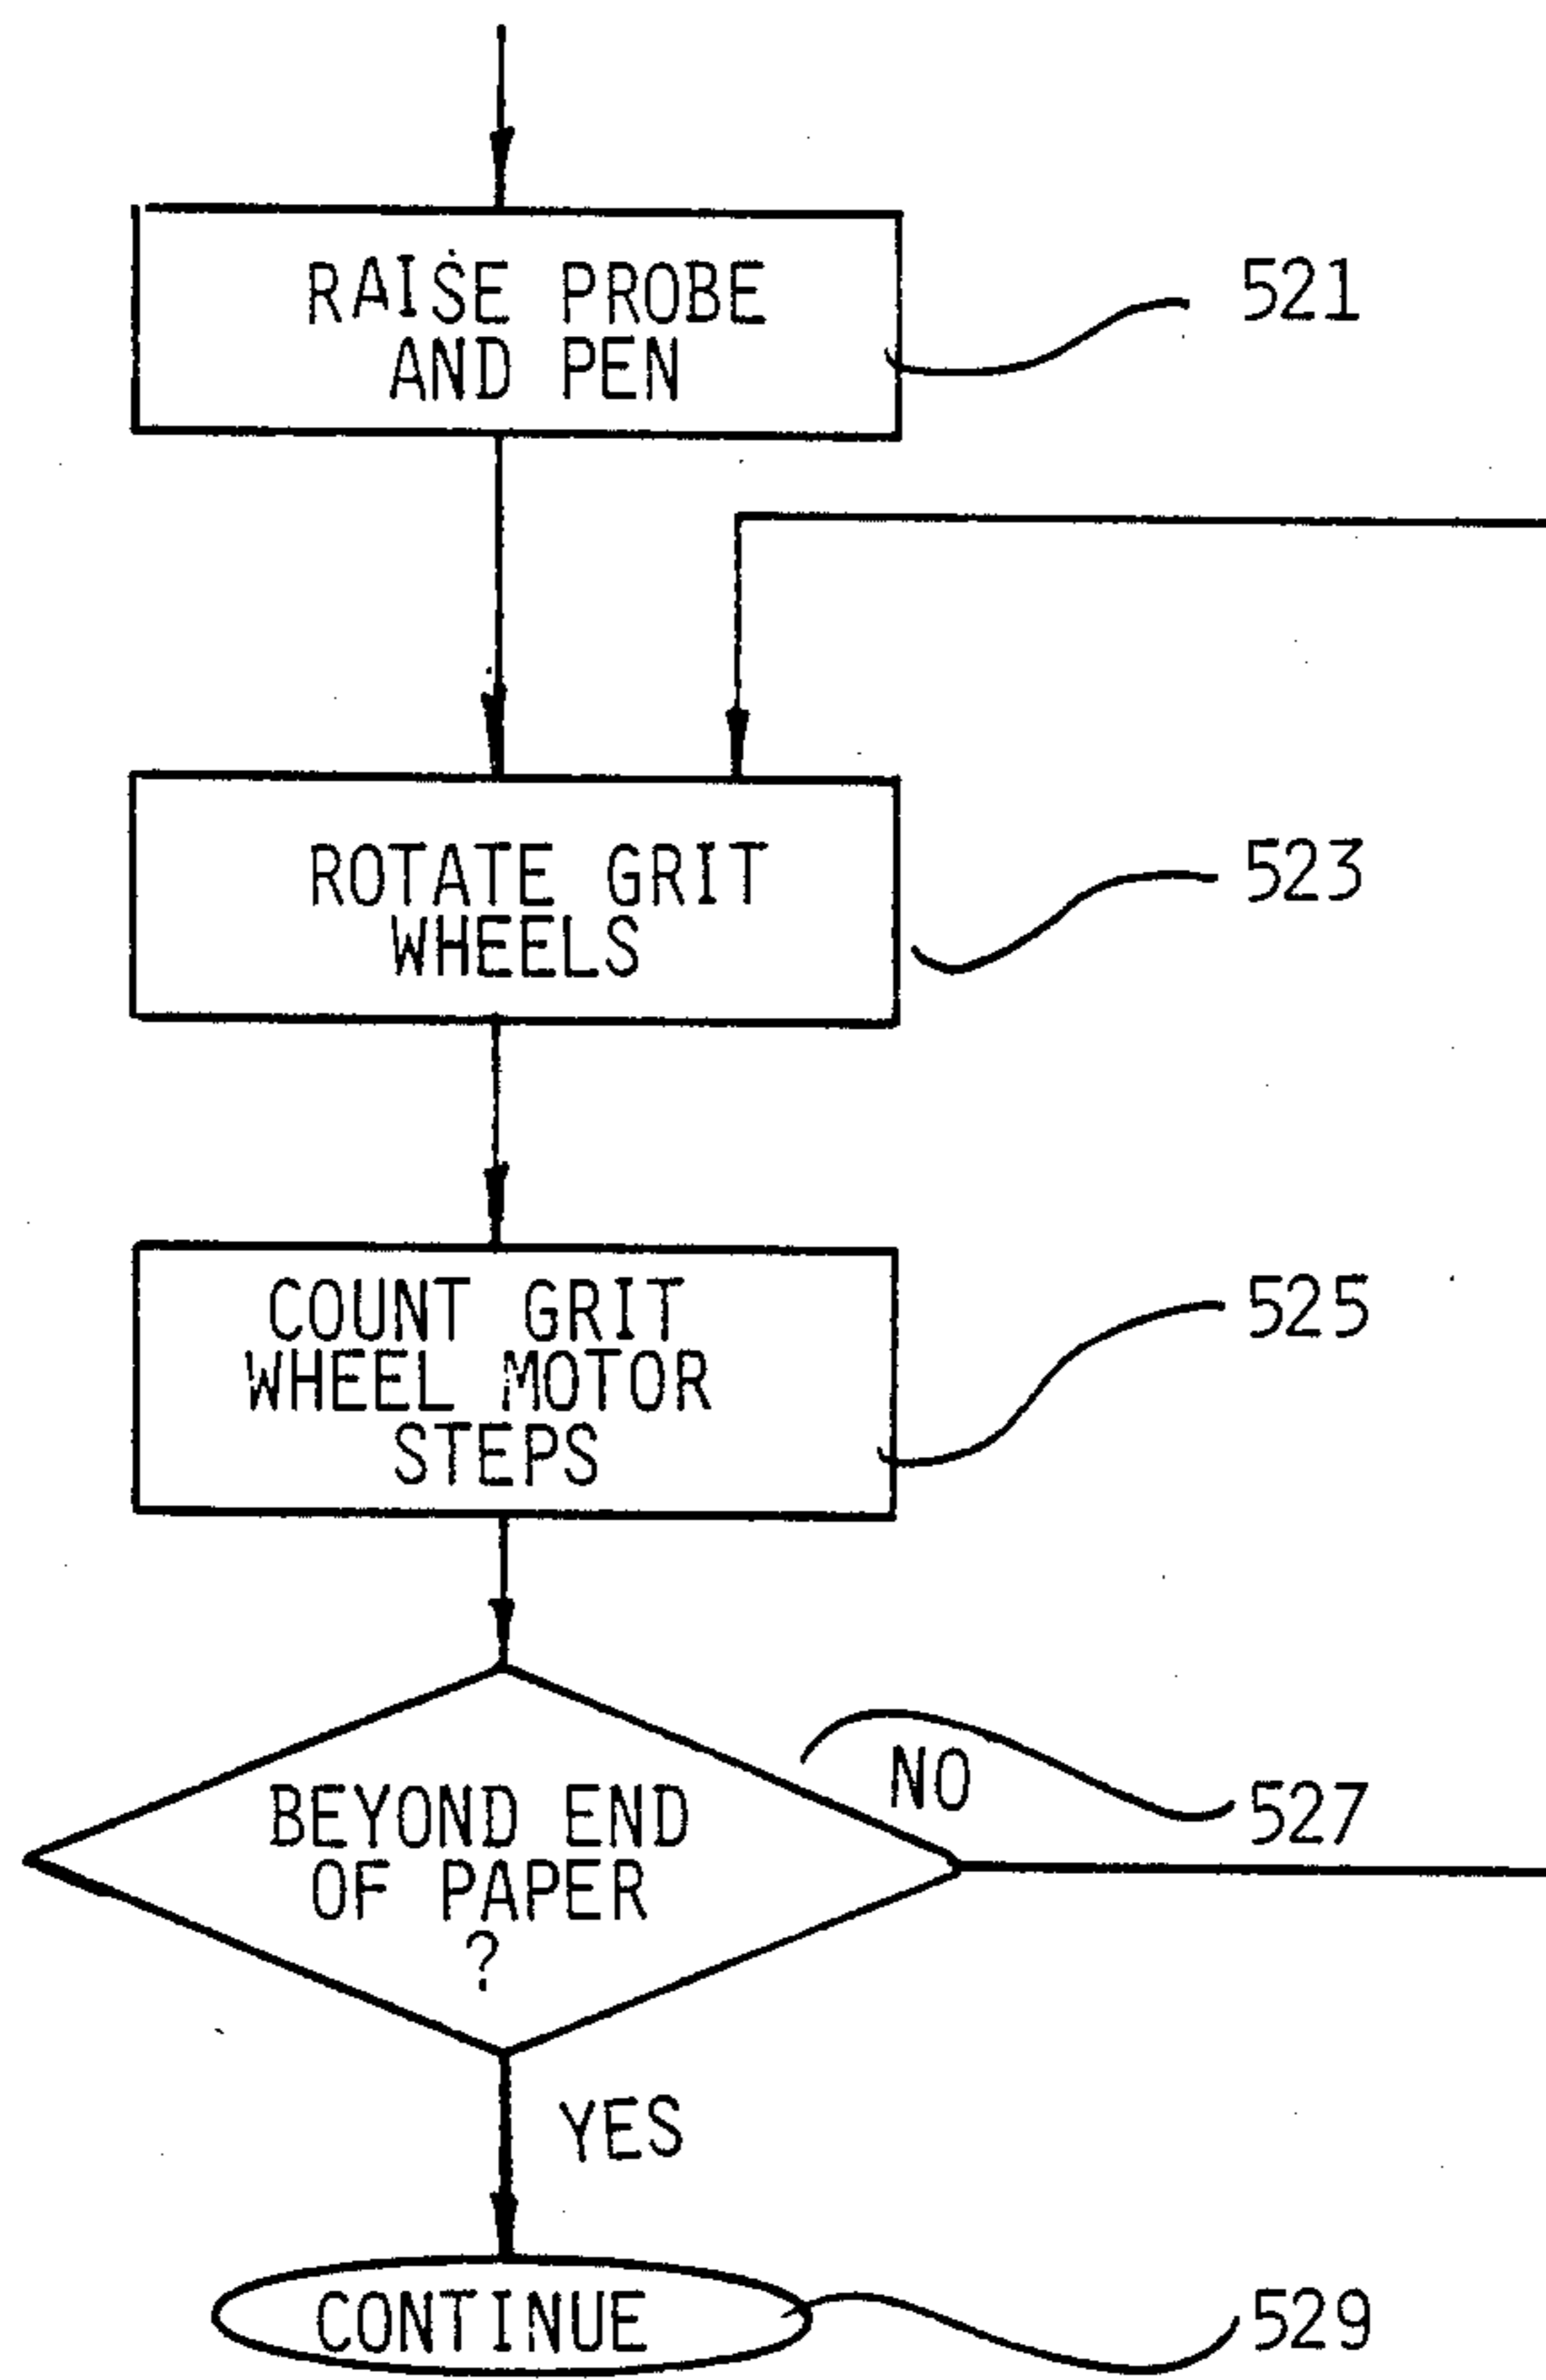 RAISE PROBE
AND PEN
521
ROTATE GRIT
WHEELS
523
COUNT GRIT
WHEEL MOTOR
STEPS
525
NO
BEYOND END
OF PAPER
?
527
YES
CONTINUE
529